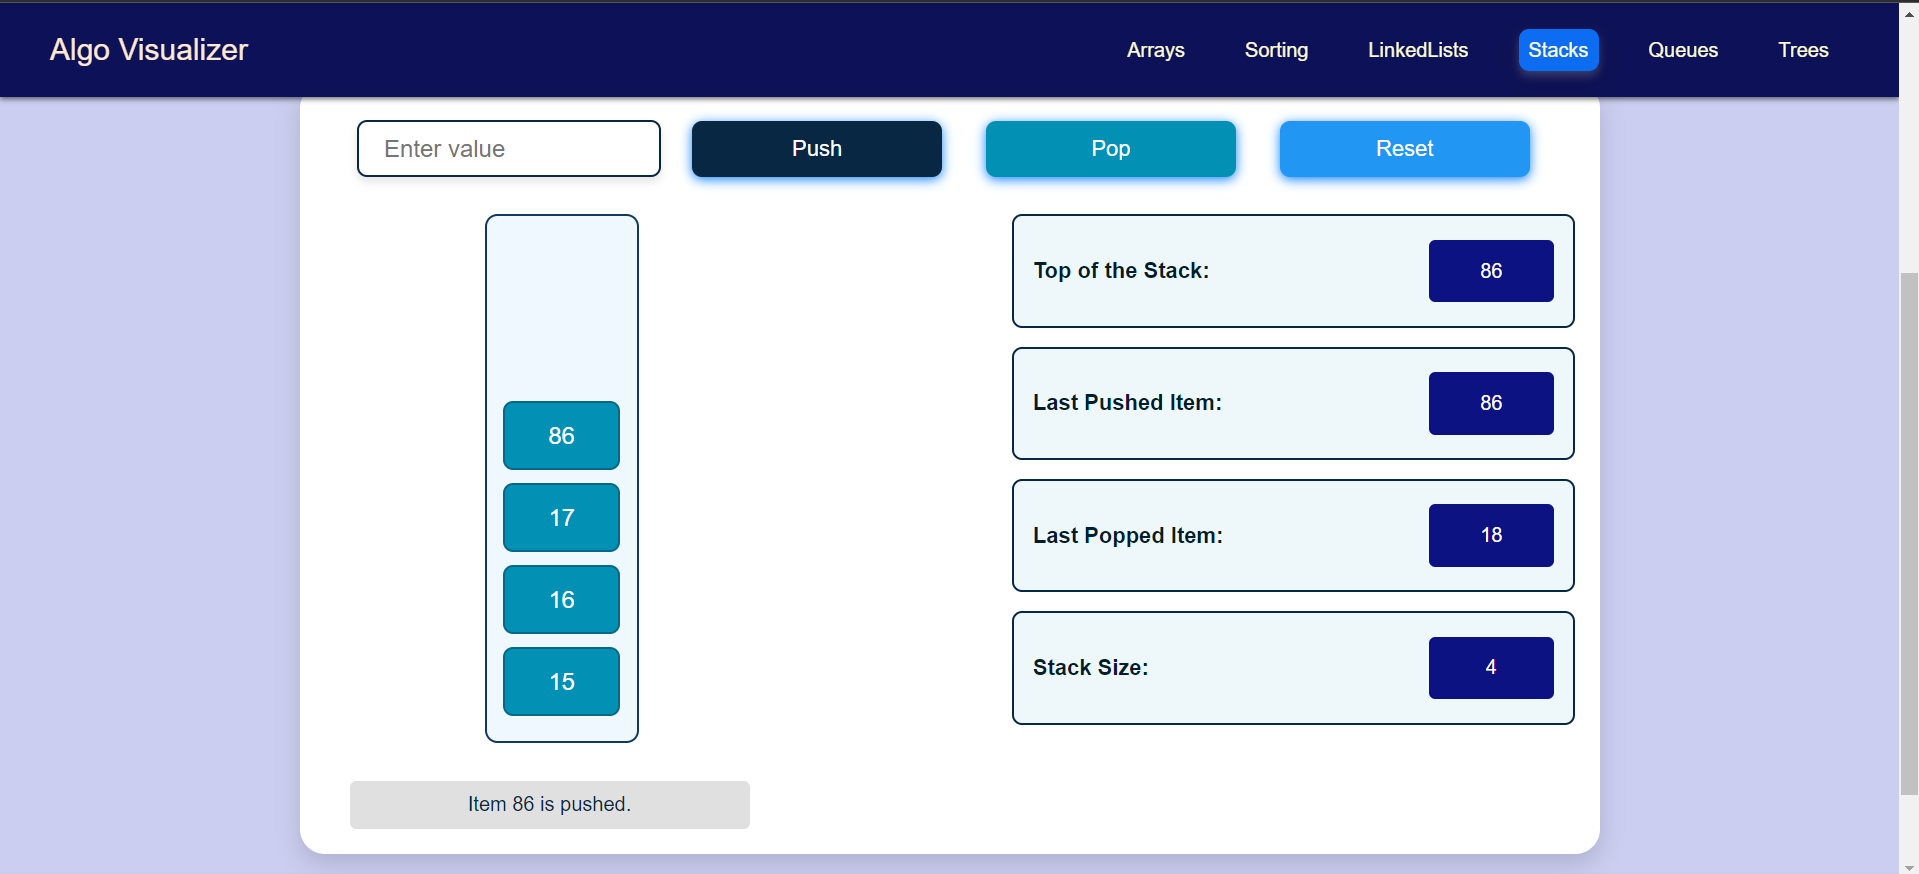 Algo Visualizer
Arrays
Sorting
LinkedLists
Stacks
Queues
Trees
Enter value
Push
Pop
Reset
86
17
16
15
Top of the Stack:
86
Last Pushed Item:
86
Last Popped Item:
18
Stack Size:
4
Item 86 is pushed.